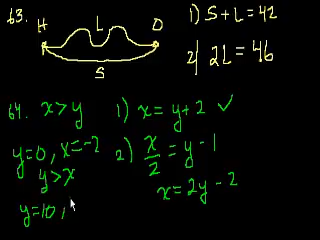 63.
H L D
S
1) S+L=42
2) 2L=46
64. x>y
1) x=y+2 ✓
y=0, x=-2
y>x
2) x/2=y-1
x=2y-2
y=10,